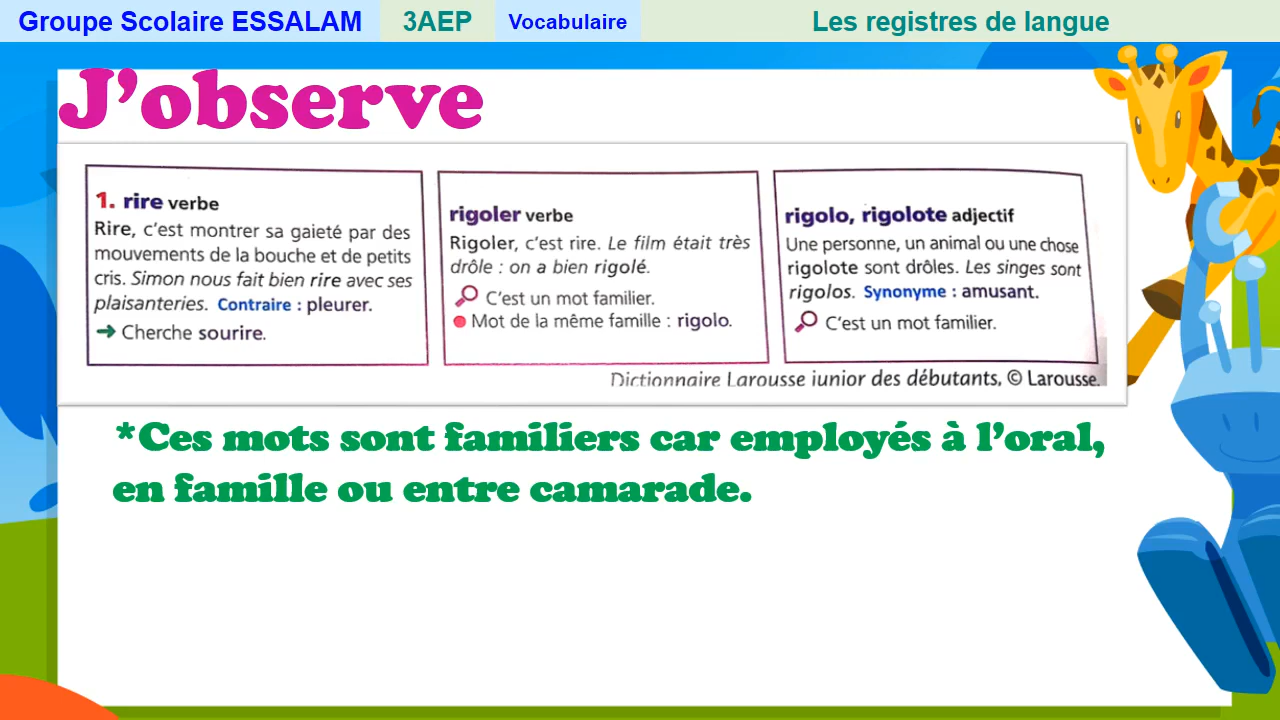 Groupe Scolaire ESSALAM 3AEP Vocabulaire Les registres de langue
J'observe
1. rire verbe
Rire, c'est montrer sa gaieté par des
mouvements de la bouche et de petits
cris. Simon nous fait bien rire avec ses
plaisanteries. Contraire : pleurer.
➔ Cherche sourire.
rigoler verbe
Rigoler, c'est rire. Le film était très
drôle : on a bien rigolé.
C'est un mot familier.
● Mot de la même famille : rigolo.
rigolo, rigolote adjectif
Une personne, un animal ou une chose
rigolote sont drôles. Les singes sont
rigolos. Synonyme : amusant.
C'est un mot familier.
Dictionnaire Larousse junior des débutants, © Larousse.
*Ces mots sont familiers car employés à l'oral,
en famille ou entre camarade.